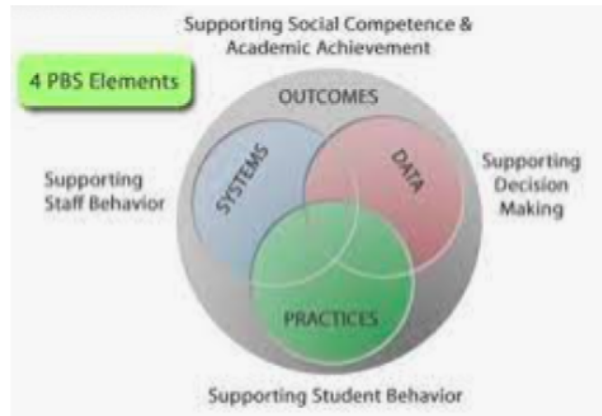 Supporting Social Competence &
Academic Achievement
4 PBS Elements
OUTCOMES
SYSTEMS
DATA
Supporting
Staff Behavior
Supporting
Decision
Making
PRACTICES
Supporting Student Behavior